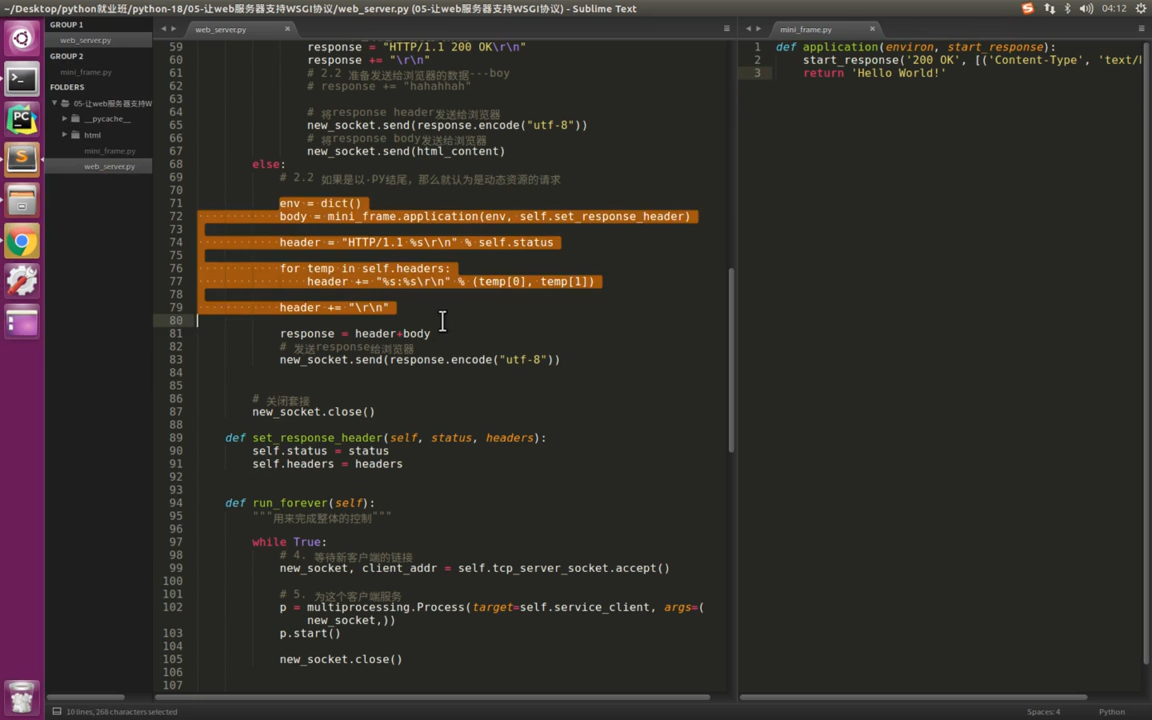 ~/Desktop/python就业班/python-18/05-让web服务器支持WSGI协议/web_server.py (05-让web服务器支持WSGI协议) - Sublime Text
04:12
GROUP 1
web_server.py
GROUP 2
mini_frame.py
FOLDERS
05-让web服务器支持W
__pycache__
html
mini_frame.py
web_server.py
web_server.py
59 response = "HTTP/1.1 200 OK\r\n"
60 response += "\r\n"
61 # 2.2 准备发送给浏览器的数据---boy
62 # response += "hahahhah"
63
64 # 将response header发送给浏览器
65 new_socket.send(response.encode("utf-8"))
66 # 将response body发送给浏览器
67 new_socket.send(html_content)
68 else:
69 # 2.2 如果是以.py结尾，那么就认为是动态资源的请求
70
71 env = dict()
72 body = mini_frame.application(env, self.set_response_header)
73
74 header = "HTTP/1.1 %s\r\n" % self.status
75
76 for temp in self.headers:
77 header += "%s:%s\r\n" % (temp[0], temp[1])
78
79 header += "\r\n"
80
81 response = header+body
82 # 发送response给浏览器
83 new_socket.send(response.encode("utf-8"))
84
85
86 # 关闭套接
87 new_socket.close()
88
89 def set_response_header(self, status, headers):
90 self.status = status
91 self.headers = headers
92
93
94 def run_forever(self):
95 """用来完成整体的控制"""
96
97 while True:
98 # 4. 等待新客户端的链接
99 new_socket, client_addr = self.tcp_server_socket.accept()
100
101 # 5. 为这个客户端服务
102 p = multiprocessing.Process(target=self.service_client, args=(
new_socket,))
103 p.start()
104
105 new_socket.close()
106
107
mini_frame.py
1 def application(environ, start_response):
2 start_response('200 OK', [('Content-Type', 'text/
3 return 'Hello World!'
10 lines, 268 characters selected
Spaces: 4
Python